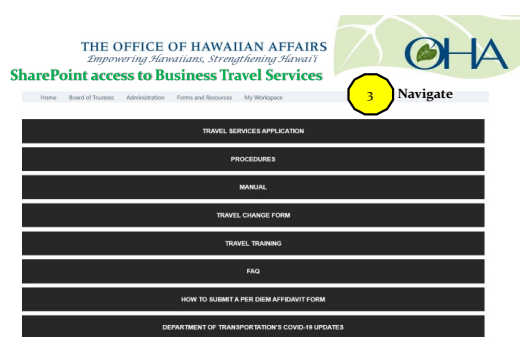 THE OFFICE OF HAWAIIAN AFFAIRS
Empowering Hawaiians, Strengthening Hawai'i
OHA
SharePoint access to Business Travel Services
3 Navigate
Home Board of Trustees Administration Forms and Resources My Workspace
TRAVEL SERVICES APPLICATION
PROCEDURES
MANUAL
TRAVEL CHANGE FORM
TRAVEL TRAINING
FAQ
HOW TO SUBMIT A PER DIEM AFFIDAVIT FORM
DEPARTMENT OF TRANSPORTATION'S COVID-19 UPDATES